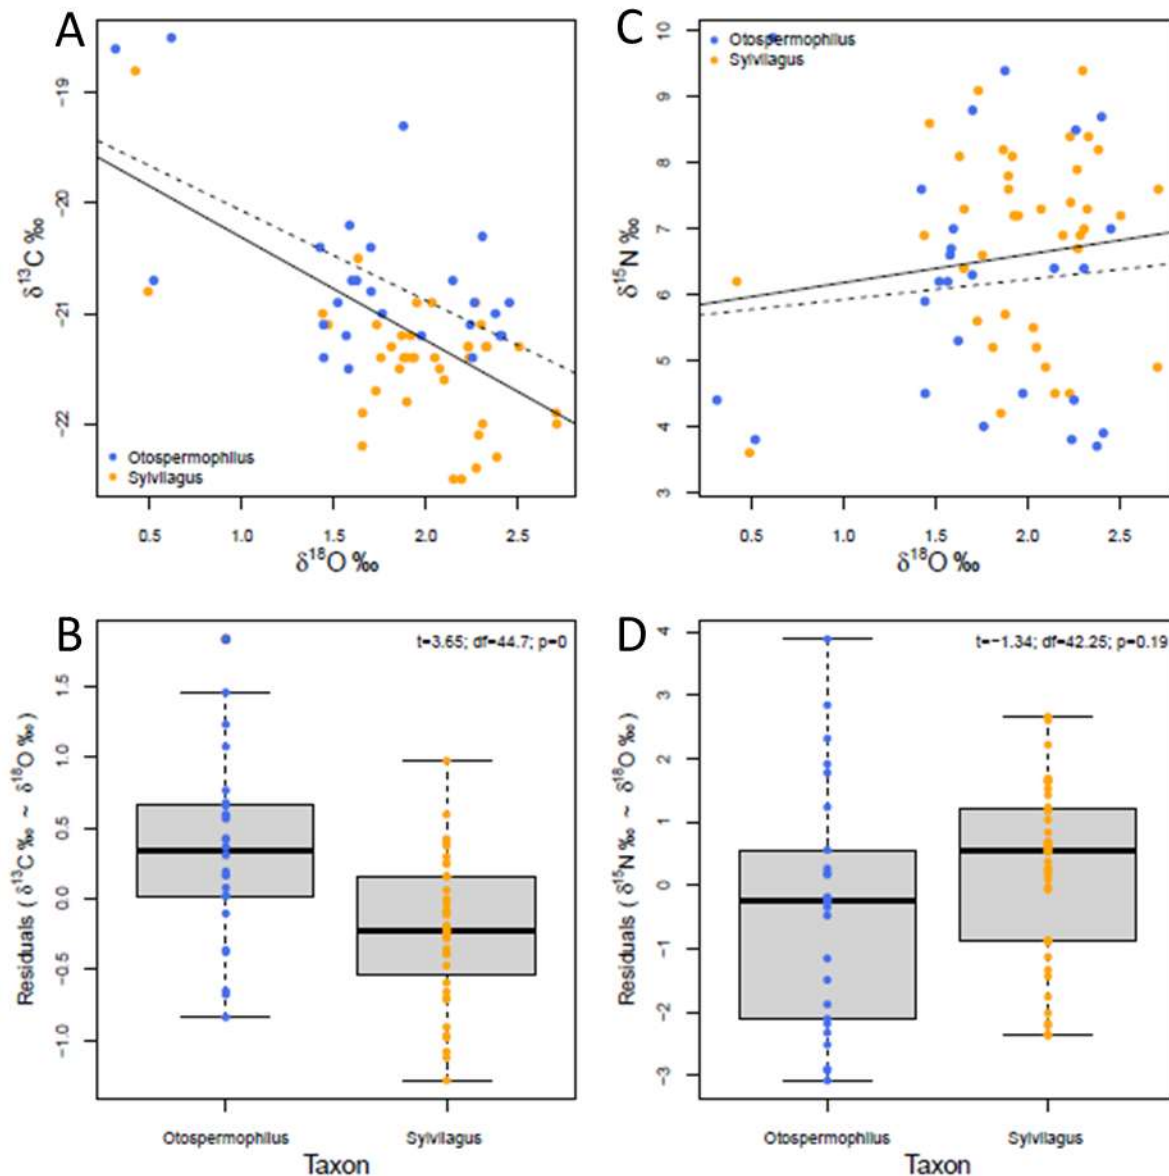 A
δ13C ‰
-19
-20
-21
-22
Otospermophilus
Sylvilagus
0.5 1.0 1.5 2.0 2.5
δ18O ‰
C
δ15N ‰
10
9
8
7
6
5
4
3
Otospermophilus
Sylvilagus
0.5 1.0 1.5 2.0 2.5
δ18O ‰
B
t=3.65; df=44.7; p=0
Residuals ( δ13C ‰ ~ δ18O ‰ )
1.5
1.0
0.5
0.0
-0.5
-1.0
Otospermophilus Sylvilagus
Taxon
D
t=-1.34; df=42.25; p=0.19
Residuals ( δ15N ‰ ~ δ18O ‰ )
4
3
2
1
0
-1
-2
-3
Otospermophilus Sylvilagus
Taxon